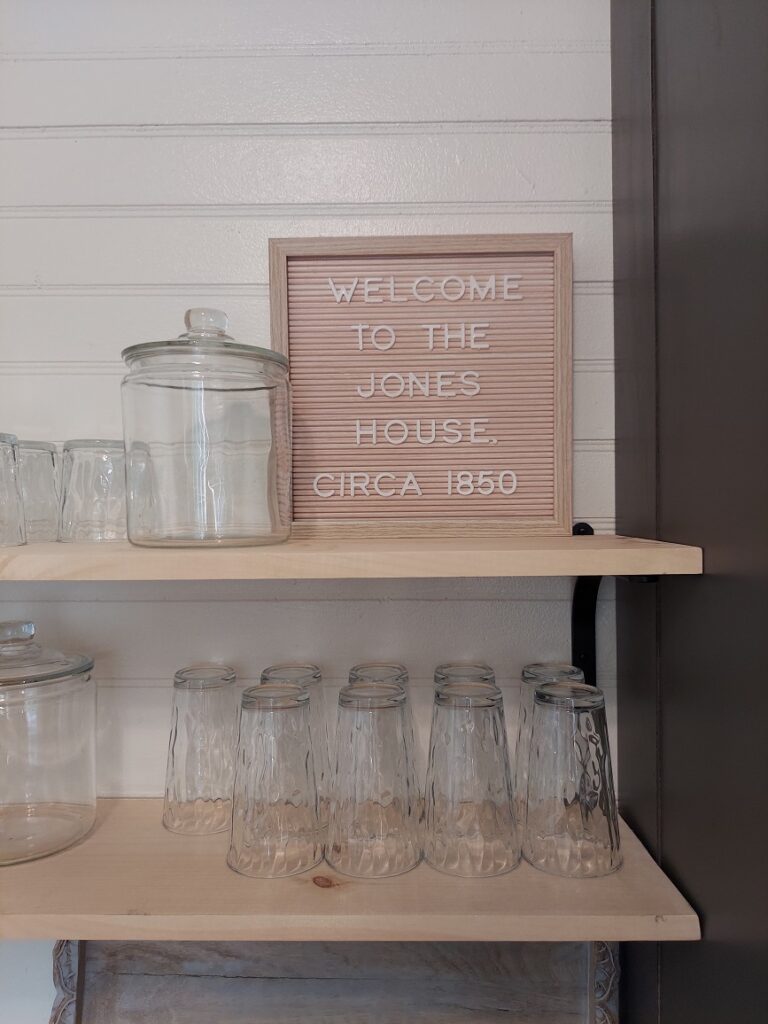 WELCOME
TO THE
JONES
HOUSE.
CIRCA 1850